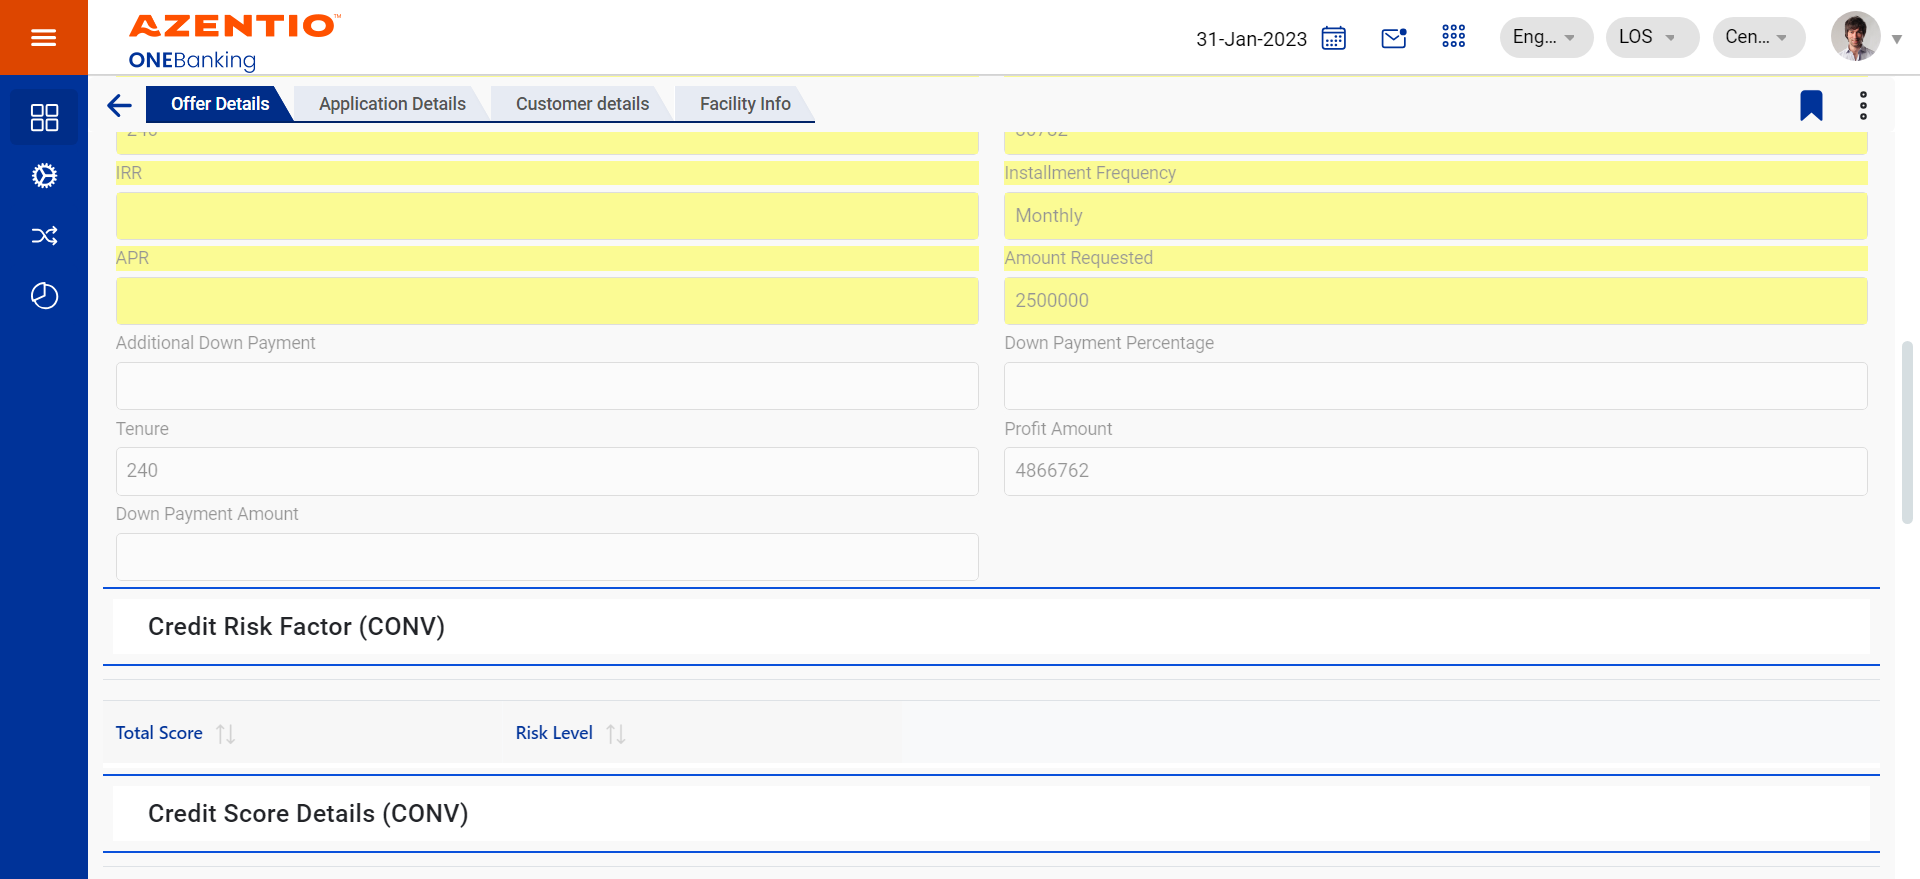 AZENTIO™
ONEBanking
31-Jan-2023
Eng...
LOS
Cen...
Offer Details
Application Details
Customer details
Facility Info
IRR
Installment Frequency
Monthly
APR
Amount Requested
2500000
Additional Down Payment
Down Payment Percentage
Tenure
Profit Amount
240
4866762
Down Payment Amount
Credit Risk Factor (CONV)
Total Score
Risk Level
Credit Score Details (CONV)